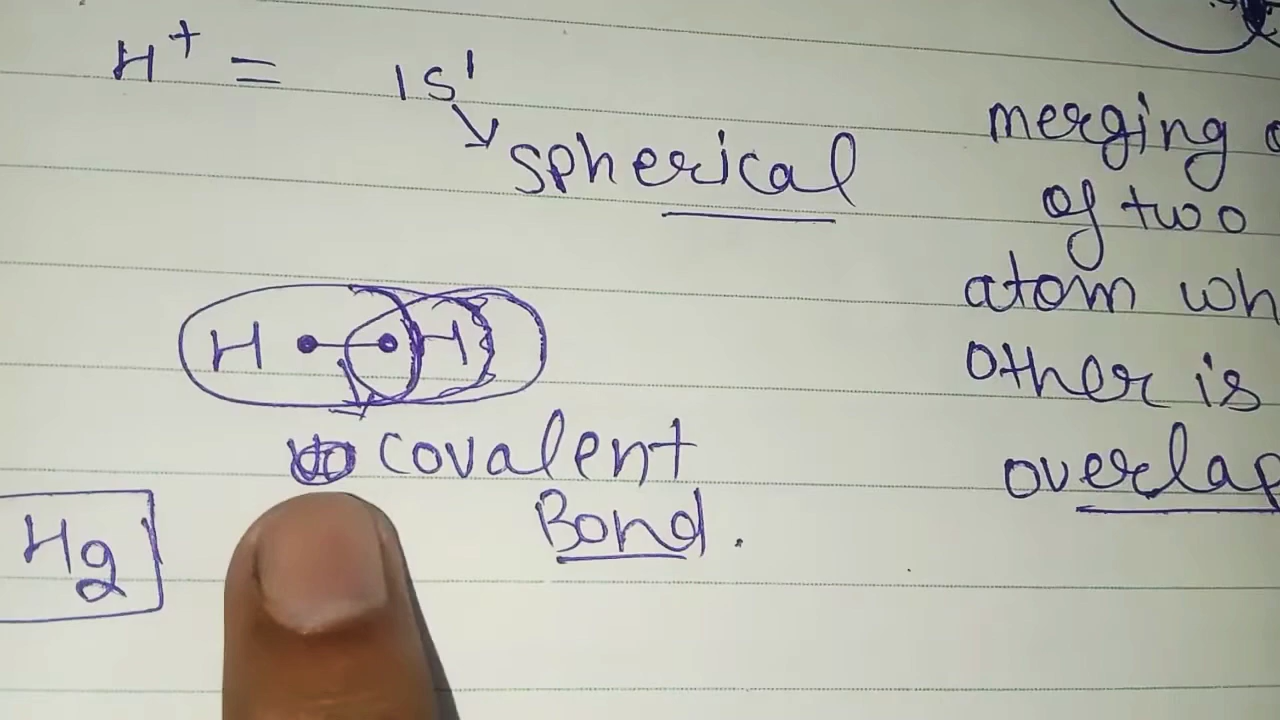 H⁺ = 1s¹
spherical
H H
covalent
Bond.
H2
merging
of two
atom wh
other is
overlap